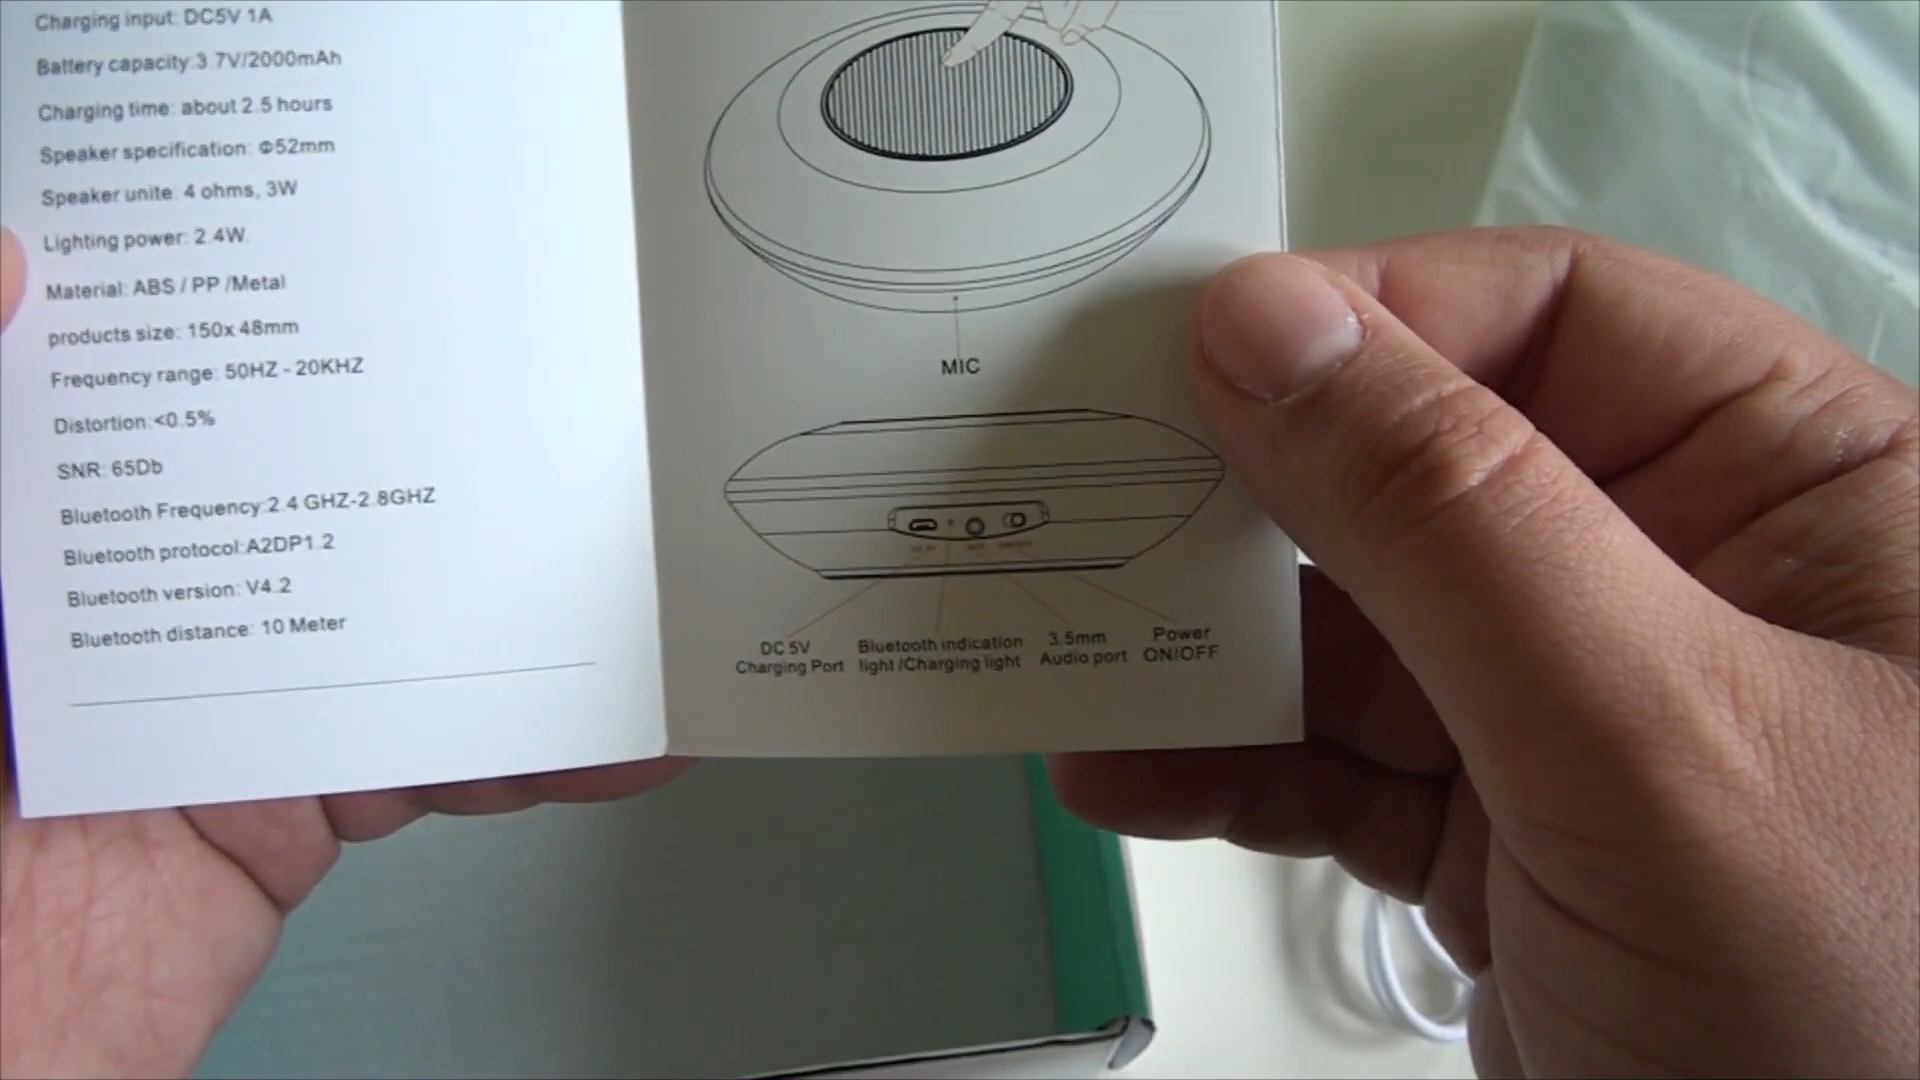 Charging input: DC5V 1A
Battery capacity:3.7V/2000mAh
Charging time: about 2.5 hours
Speaker specification: Φ52mm
Speaker unite: 4 ohms, 3W
Lighting power: 2.4W.
Material: ABS / PP /Metal
products size: 150x 48mm
Frequency range: 50HZ - 20KHZ
Distortion:<0.5%
SNR: 65Db
Bluetooth Frequency:2.4 GHZ-2.8GHZ
Bluetooth protocol:A2DP1.2
Bluetooth version: V4.2
Bluetooth distance: 10 Meter
MIC
DC 5V
Charging Port
Bluetooth indication
light /Charging light
3.5mm
Audio port
Power
ON/OFF